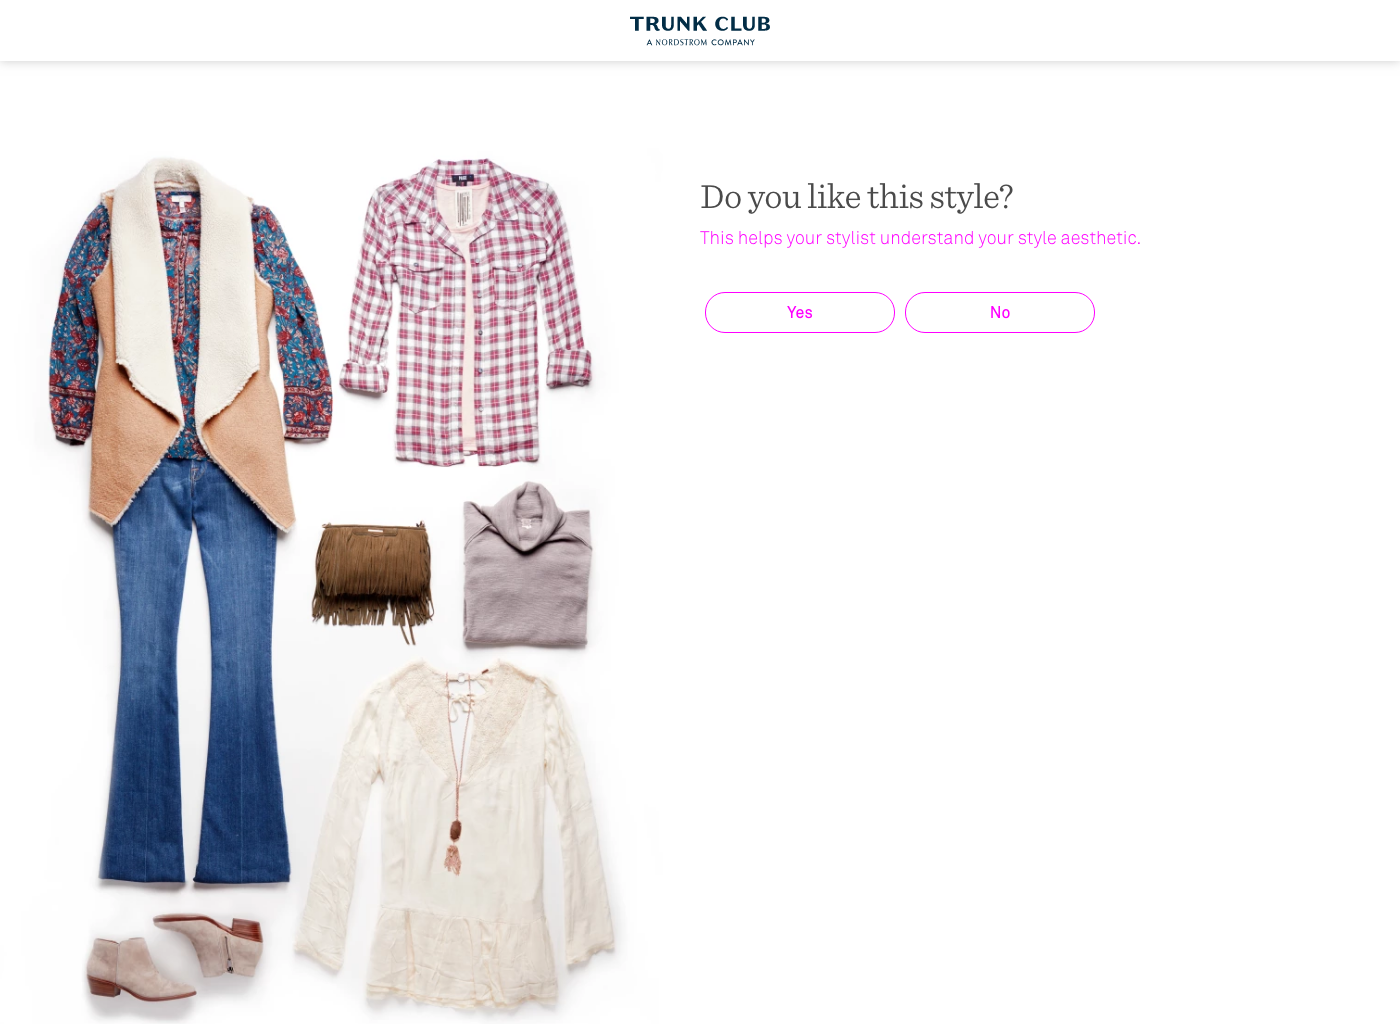 TRUNK CLUB
A NORDSTROM COMPANY
Do you like this style?
This helps your stylist understand your style aesthetic.
Yes
No